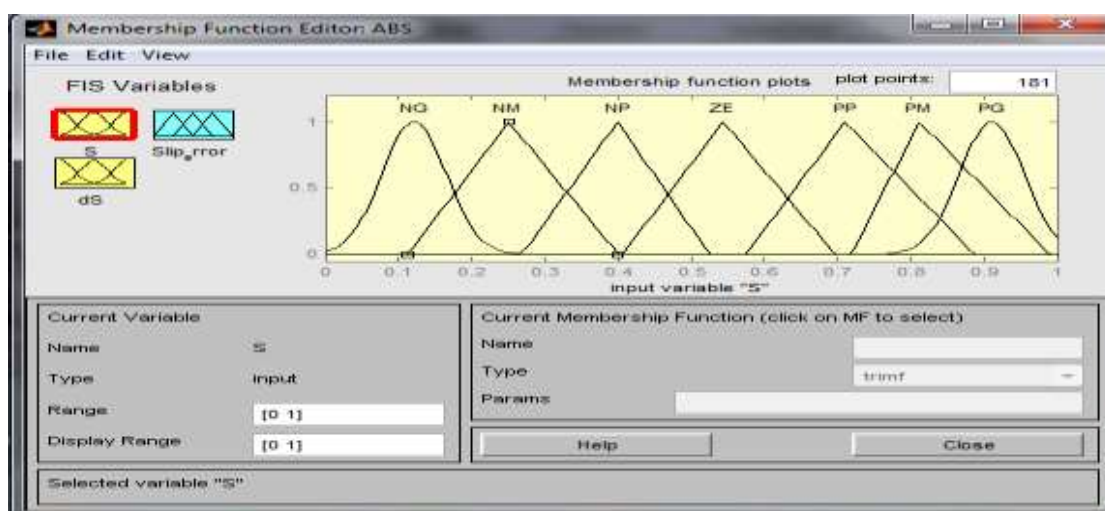 Membership Function Editor: ABS
File Edit View
FIS Variables
Membership function plots
plot points:
181
S
Slip_error
dS
NG NM NP ZE PP PM PG
1
0.5
0
0 0.1 0.2 0.3 0.4 0.5 0.6 0.7 0.8 0.9 1
input variable "S"
Current Variable
Name S
Type input
Range [0 1]
Display Range [0 1]
Current Membership Function (click on MF to select)
Name
Type trimf
Params
Help Close
Selected variable "S"